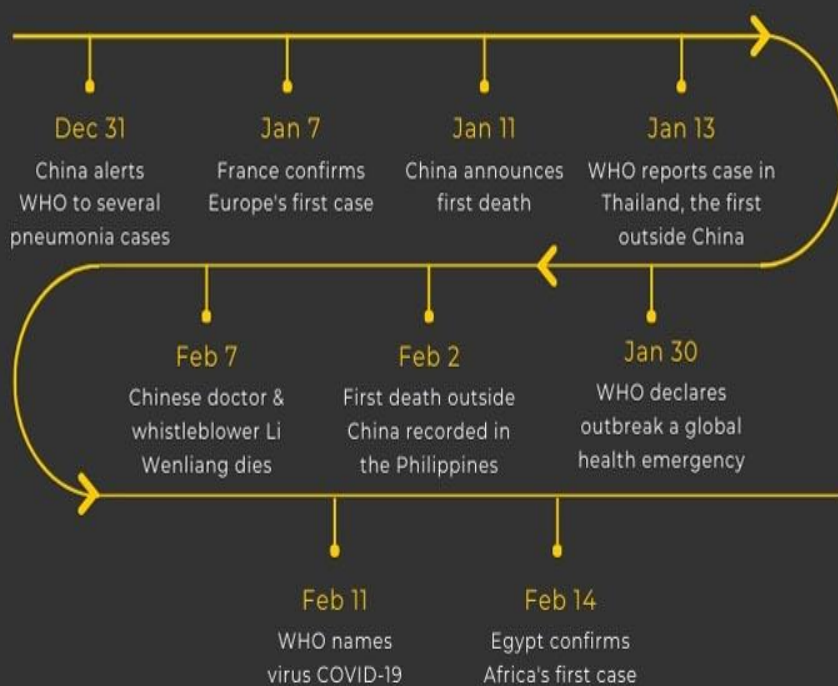 Dec 31
China alerts
WHO to several
pneumonia cases
Jan 7
France confirms
Europe's first case
Jan 11
China announces
first death
Jan 13
WHO reports case in
Thailand, the first
outside China
Jan 30
WHO declares
outbreak a global
health emergency
Feb 2
First death outside
China recorded in
the Philippines
Feb 7
Chinese doctor &
whistleblower Li
Wenliang dies
Feb 11
WHO names
virus COVID-19
Feb 14
Egypt confirms
Africa's first case